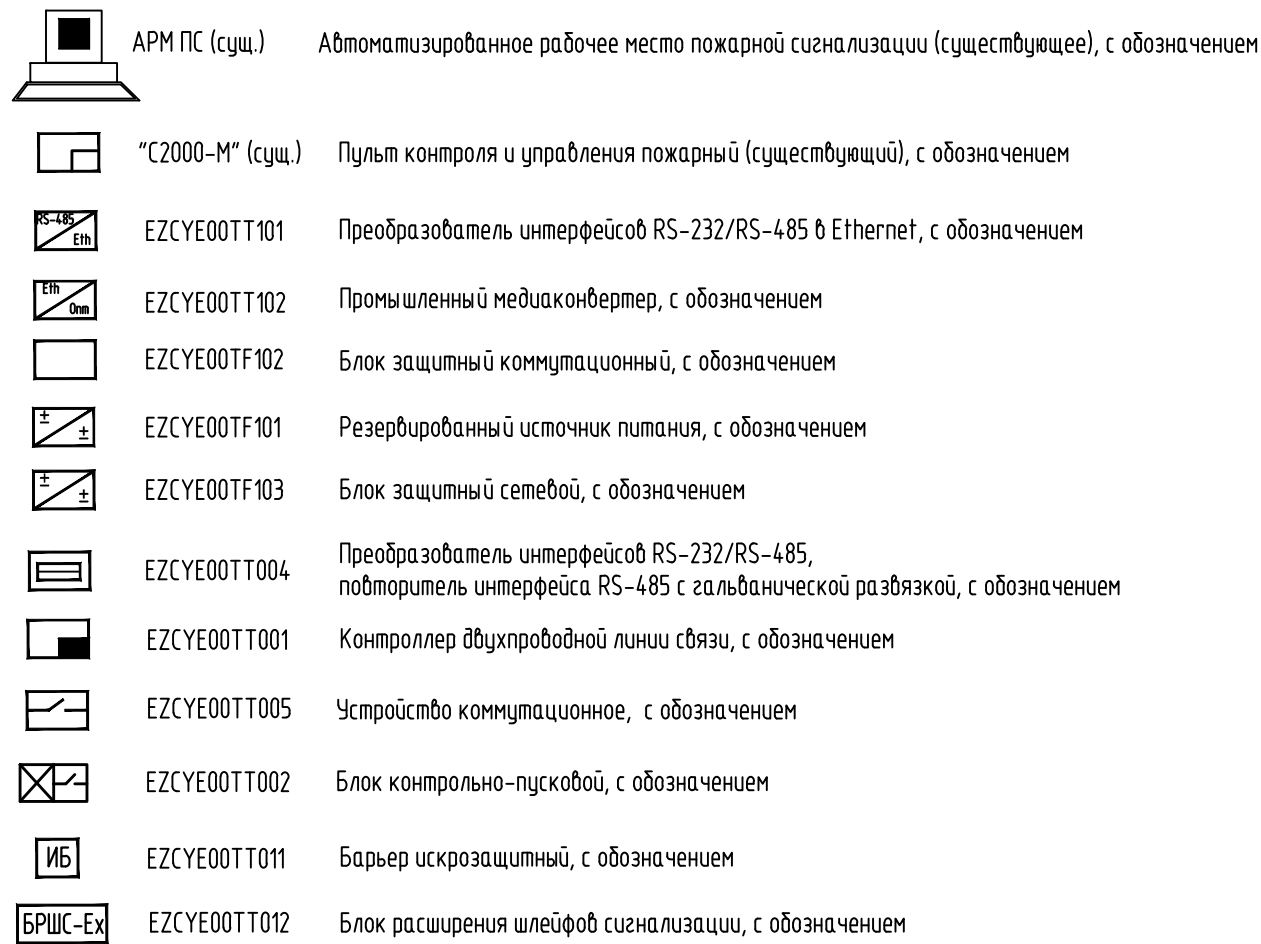 АРМ ПС (сущ.) Автоматизированное рабочее место пожарной сигнализации (существующее), с обозначением
"С2000-М" (сущ.) Пульт контроля и управления пожарный (существующий), с обозначением
RS-485
Eth EZCYE00TT101 Преобразователь интерфейсов RS-232/RS-485 в Ethernet, с обозначением
Eth
Опт EZCYE00TT102 Промышленный медиаконвертер, с обозначением
EZCYE00TF102 Блок защитный коммутационный, с обозначением
±
± EZCYE00TF101 Резервированный источник питания, с обозначением
±
± EZCYE00TF103 Блок защитный сетевой, с обозначением
EZCYE00TT004 Преобразователь интерфейсов RS-232/RS-485,
повторитель интерфейса RS-485 с гальванической развязкой, с обозначением
EZCYE00TT001 Контроллер двухпроводной линии связи, с обозначением
EZCYE00TT005 Устройство коммутационное, с обозначением
EZCYE00TT002 Блок контрольно-пусковой, с обозначением
ИБ EZCYE00TT011 Барьер искрозащитный, с обозначением
БРШС-Ех EZCYE00TT012 Блок расширения шлейфов сигнализации, с обозначением